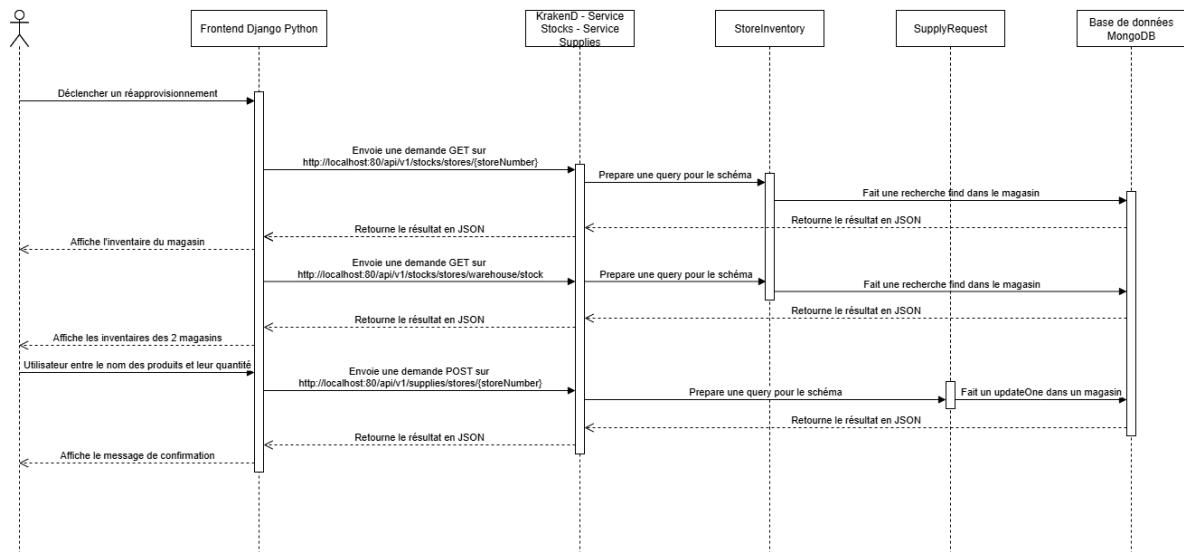 Frontend Django Python
KrakenD - Service
Stocks - Service
Supplies
StoreInventory
SupplyRequest
Base de données
MongoDB
Déclencher un réapprovisionnement
Envoie une demande GET sur
http://localhost:80/api/v1/stocks/stores/{storeNumber}
Prepare une query pour le schéma
Fait une recherche find dans le magasin
Retourne le résultat en JSON
Retourne le résultat en JSON
Affiche l'inventaire du magasin
Envoie une demande GET sur
http://localhost:80/api/v1/stocks/stores/warehouse/stock
Prepare une query pour le schéma
Fait une recherche find dans le magasin
Retourne le résultat en JSON
Retourne le résultat en JSON
Affiche les inventaires des 2 magasins
Utilisateur entre le nom des produits et leur quantité
Envoie une demande POST sur
http://localhost:80/api/v1/supplies/stores/{storeNumber}
Prepare une query pour le schéma
Fait un updateOne dans un magasin
Retourne le résultat en JSON
Retourne le résultat en JSON
Affiche le message de confirmation